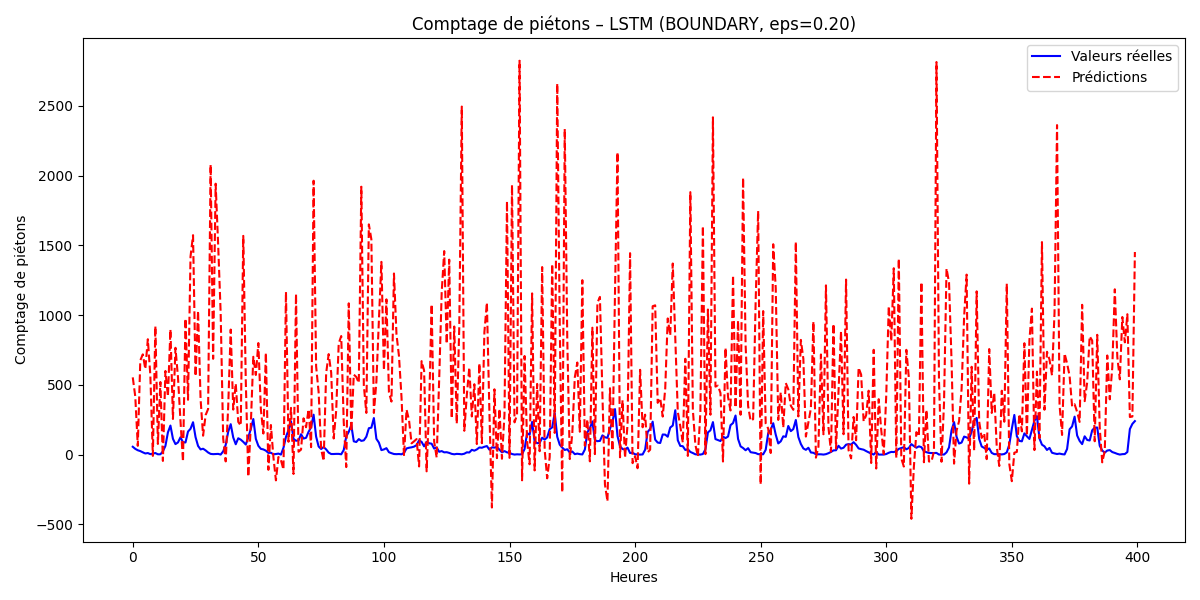 Comptage de piétons – LSTM (BOUNDARY, eps=0.20)
Valeurs réelles
Prédictions
Comptage de piétons
2500
2000
1500
1000
500
0
−500
0 50 100 150 200 250 300 350 400
Heures